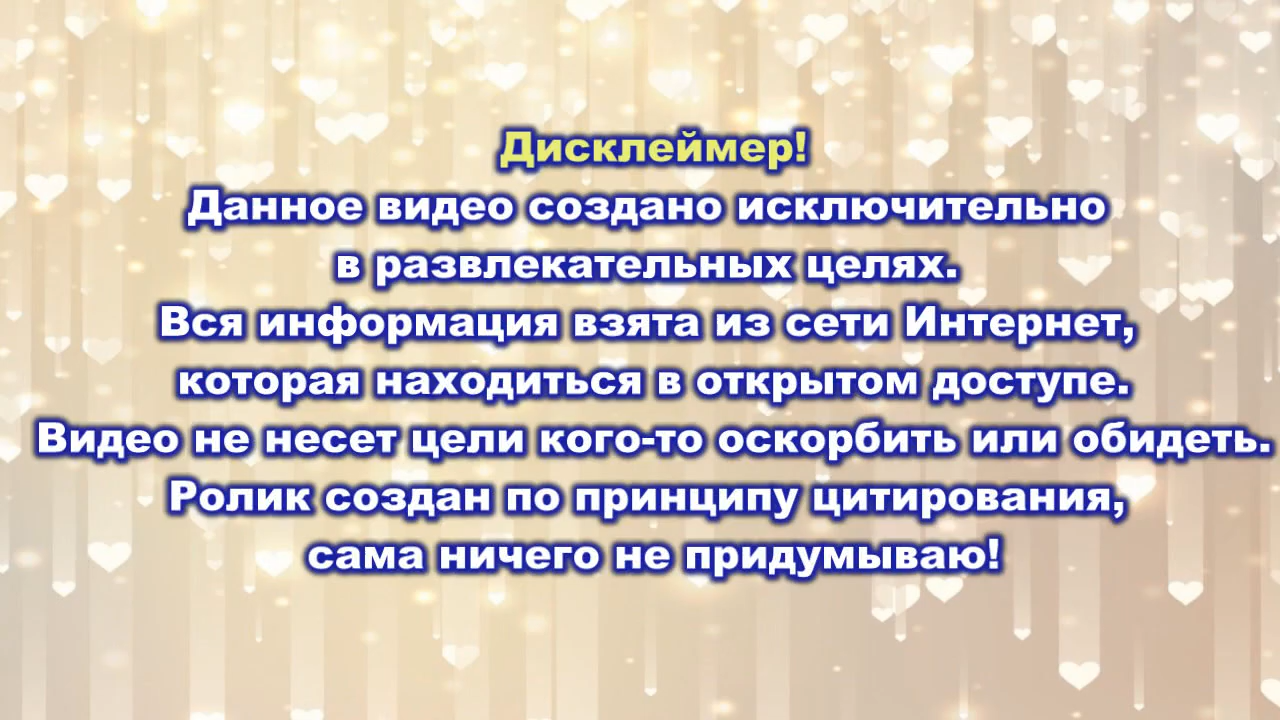 Дисклеймер!
Данное видео создано исключительно
в развлекательных целях.
Вся информация взята из сети Интернет,
которая находиться в открытом доступе.
Видео не несет цели кого-то оскорбить или обидеть.
Ролик создан по принципу цитирования,
сама ничего не придумываю!